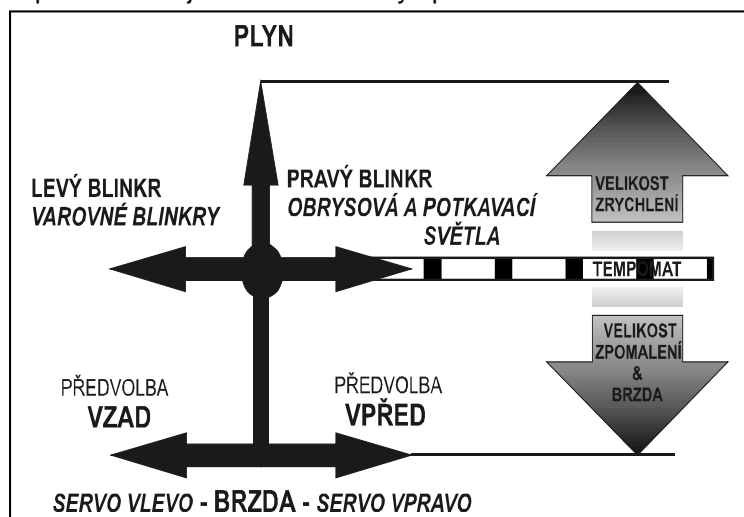 PLYN
LEVÝ BLINKR
VAROVNÉ BLINKRY
PRAVÝ BLINKR
OBRYSOVÁ A POTKAVACÍ
SVĚTLA
VELIKOST
ZRYCHLENÍ
TEMPOMAT
VELIKOST
ZPOMALENÍ
&
BRZDA
PŘEDVOLBA
VZAD
PŘEDVOLBA
VPŘED
SERVO VLEVO - BRZDA - SERVO VPRAVO